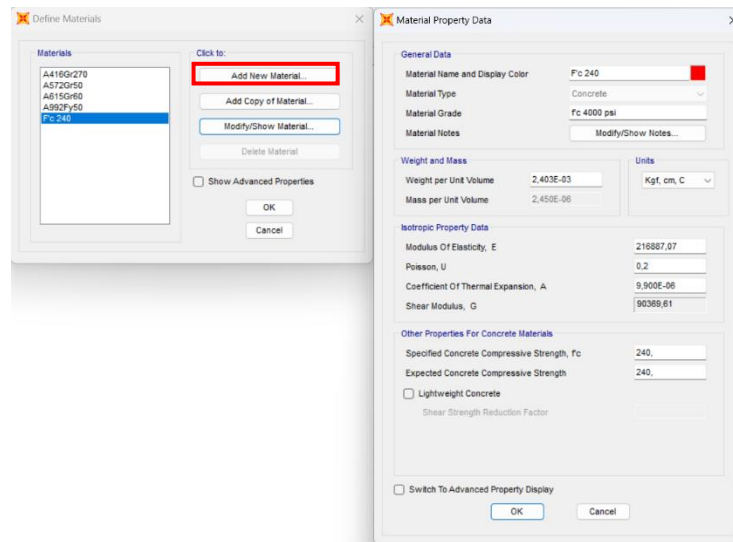 Define Materials
Materials
A416Gr270
A572Gr50
A615Gr60
A992Fy50
F'c 240
Click to:
Add New Material...
Add Copy of Material...
Modify/Show Material...
Delete Material
Show Advanced Properties
OK
Cancel
Material Property Data
General Data
Material Name and Display Color F'c 240
Material Type Concrete
Material Grade f'c 4000 psi
Material Notes Modify/Show Notes...
Weight and Mass
Weight per Unit Volume 2,403E-03
Mass per Unit Volume 2,450E-06
Units
Kgf, cm, C
Isotropic Property Data
Modulus Of Elasticity, E 216887,07
Poisson, U 0,2
Coefficient Of Thermal Expansion, A 9,900E-06
Shear Modulus, G 90369,61
Other Properties For Concrete Materials
Specified Concrete Compressive Strength, f'c 240,
Expected Concrete Compressive Strength 240,
Lightweight Concrete
Shear Strength Reduction Factor
Switch To Advanced Property Display
OK Cancel